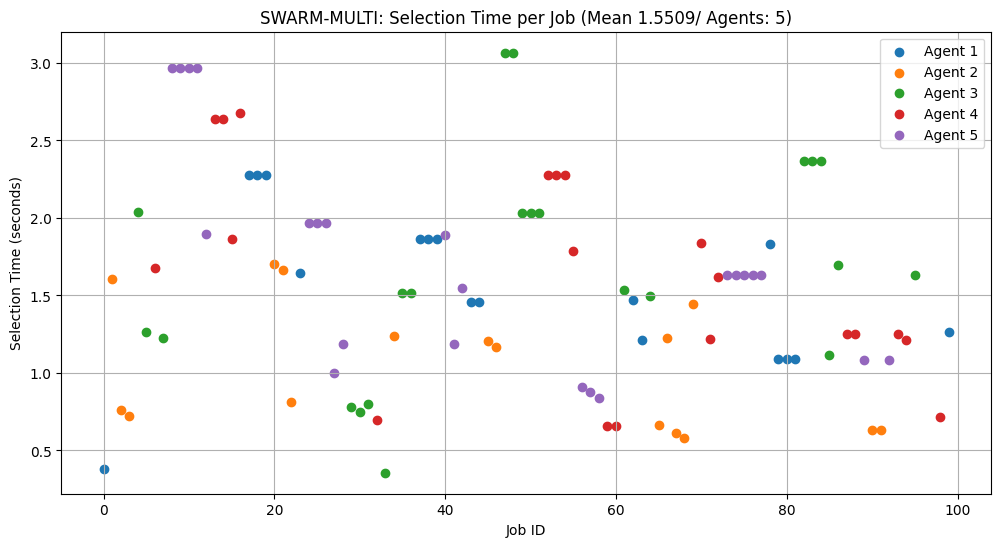 SWARM-MULTI: Selection Time per Job (Mean 1.5509/ Agents: 5)
Agent 1
Agent 2
Agent 3
Agent 4
Agent 5
Selection Time (seconds)
3.0
2.5
2.0
1.5
1.0
0.5
0 20 40 60 80 100
Job ID